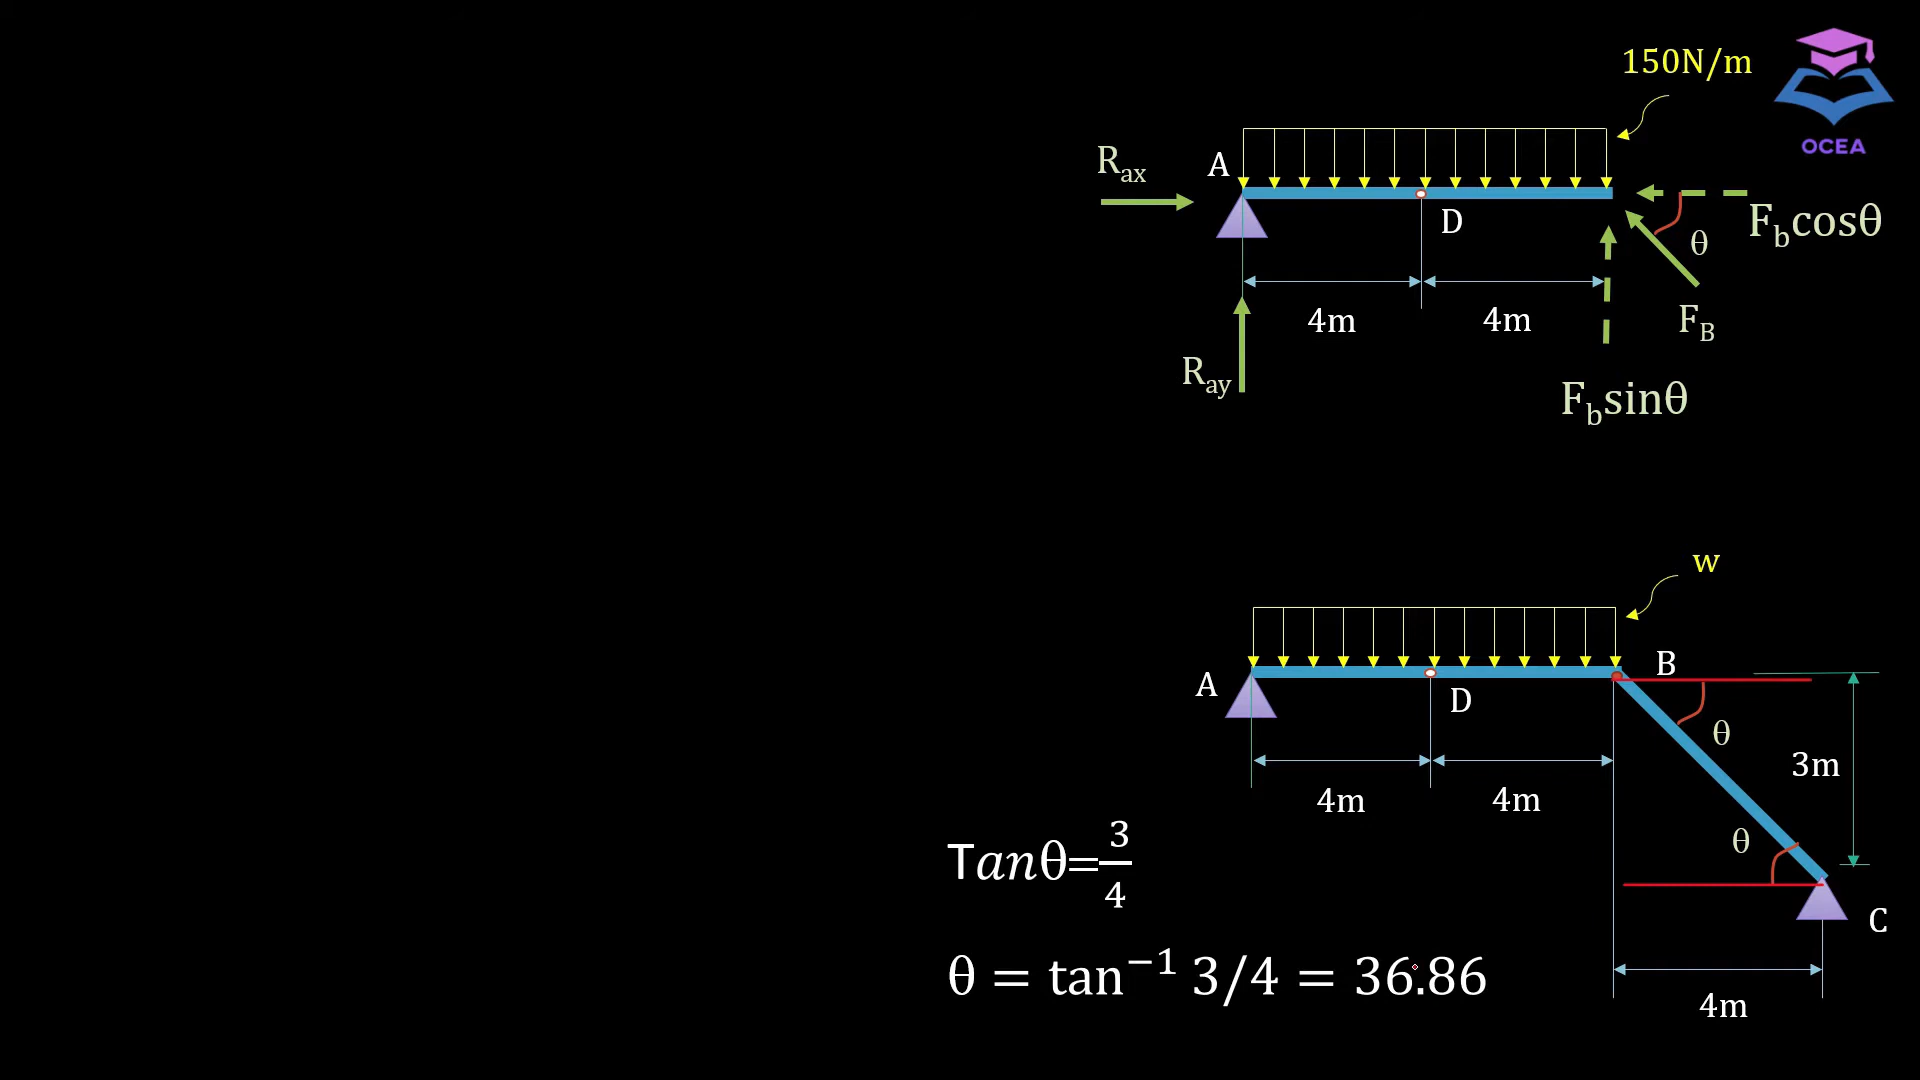 150N/m
OCEA
Rax
A
D
Fbcosθ
θ
4m
4m
FB
Ray
Fbsinθ
w
B
A
D
θ
3m
4m
4m
θ
Tanθ=3/4
C
θ = tan⁻¹ 3/4 = 36.86
4m